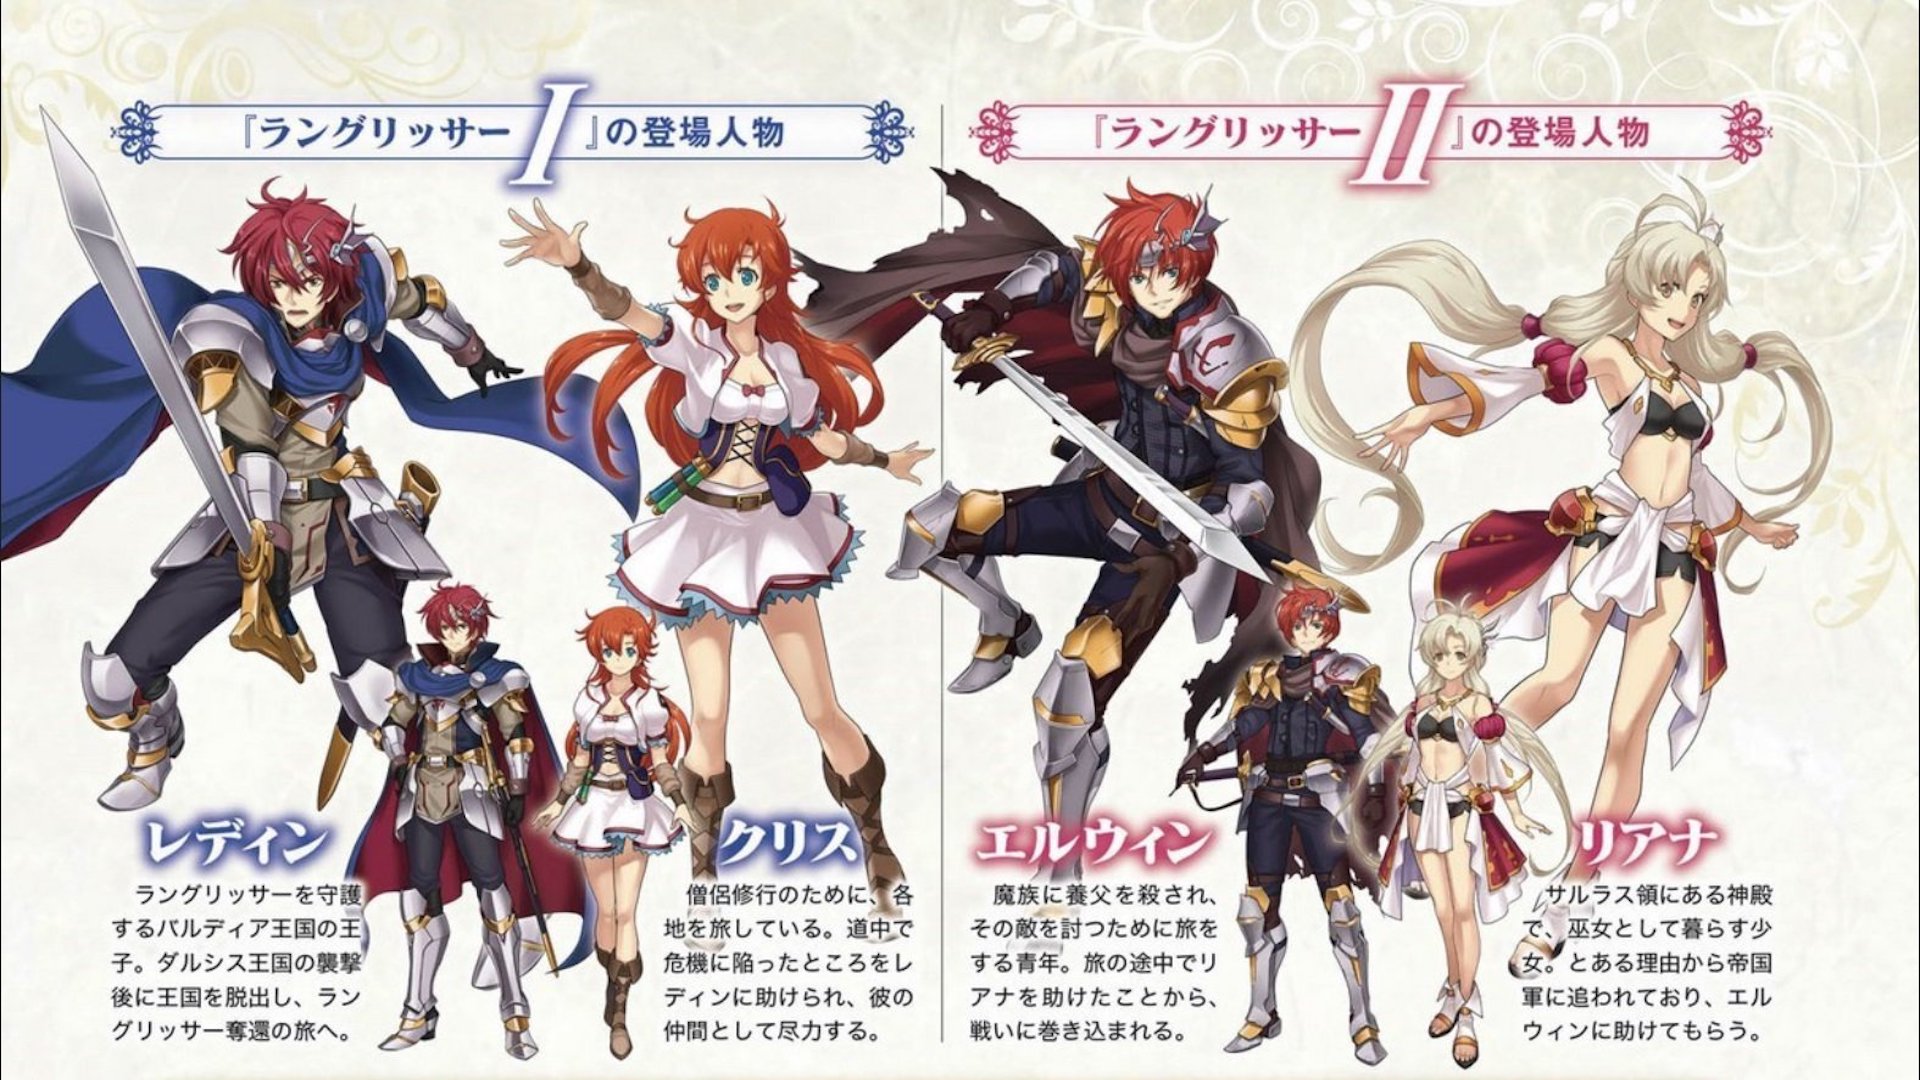 『ラングリッサーI』の登場人物
『ラングリッサーII』の登場人物
レディン
ラングリッサーを守護
するバルディア王国の王
子。ダルシス王国の襲撃
後に王国を脱出し、ラン
グリッサー奪還の旅へ。
クリス
僧侶修行のために、各
地を旅している。道中で
危機に陥ったところをレ
ディンに助けられ、彼の
仲間として尽力する。
エルウィン
魔族に養父を殺され、
その敵を討つために旅を
する青年。旅の途中でリ
アナを助けたことから、
戦いに巻き込まれる。
リアナ
サルラス領にある神殿
で、巫女として暮らす少
女。とある理由から帝国
軍に追われており、エル
ウィンに助けてもらう。